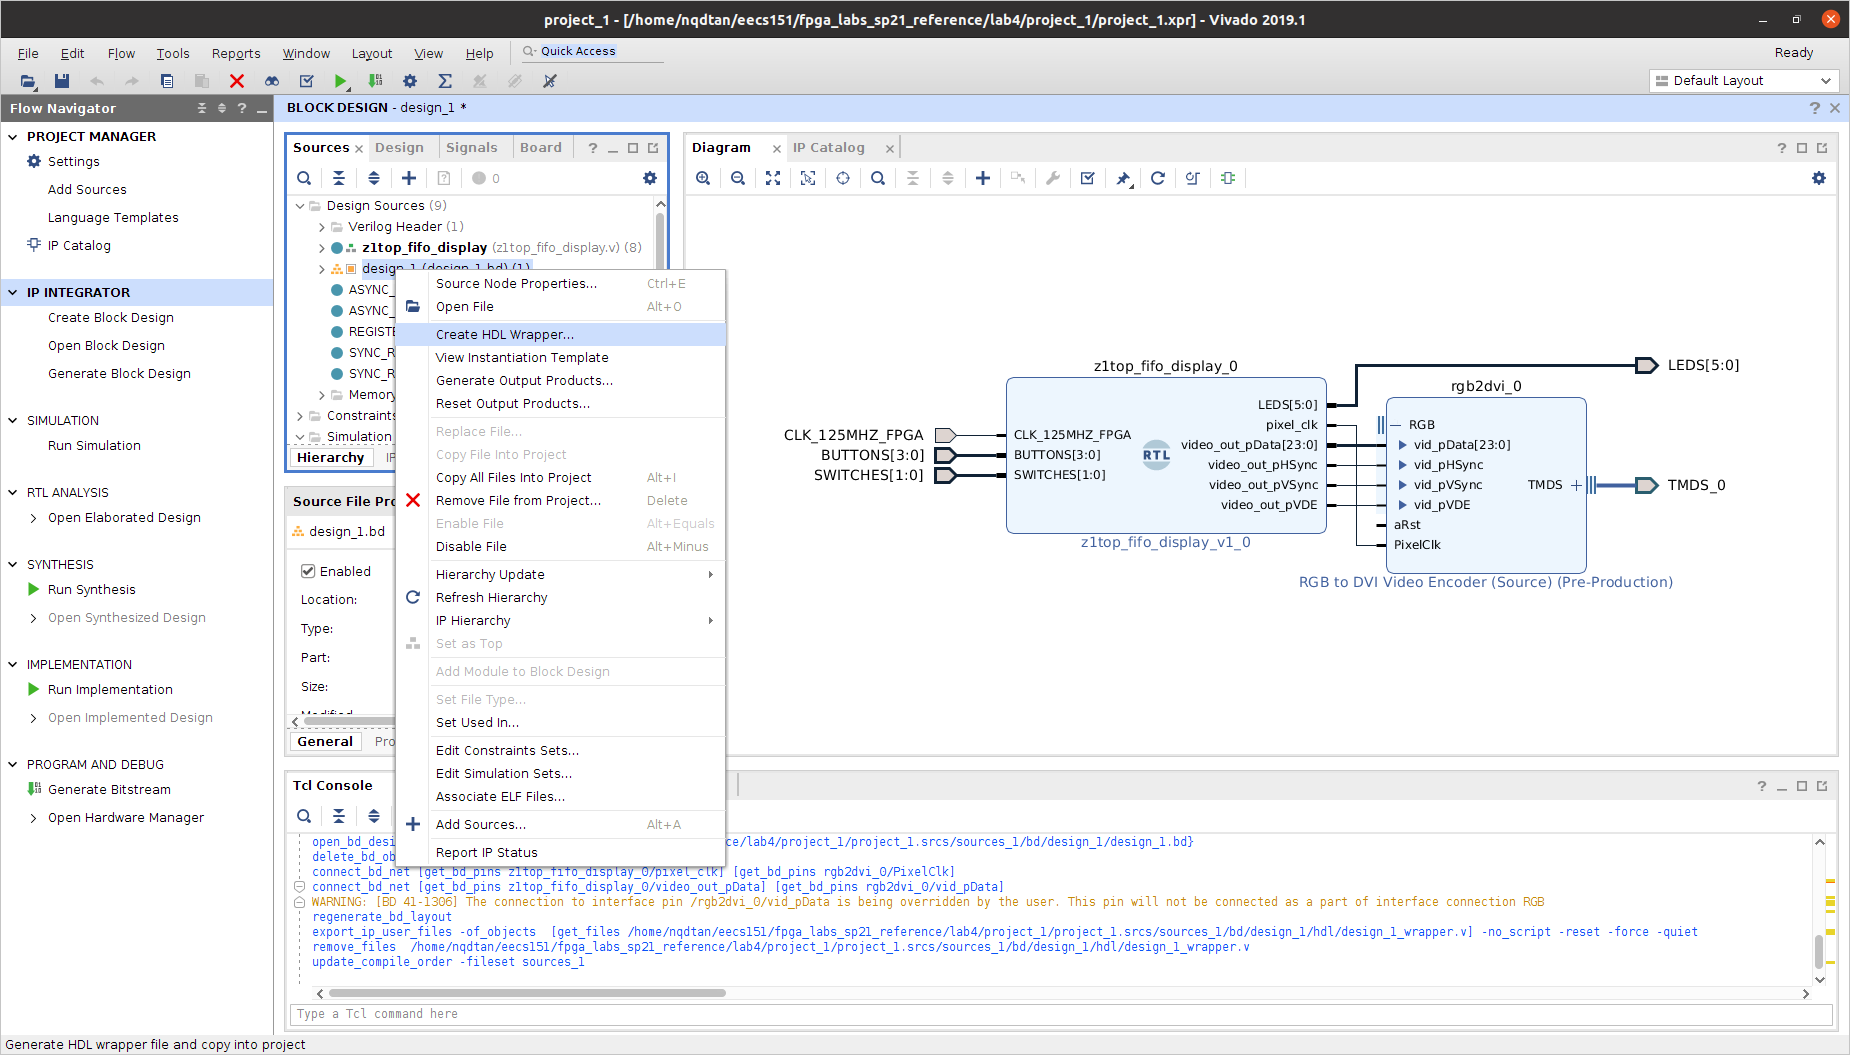 project_1 - [/home/nqdtan/eecs151/fpga_labs_sp21_reference/lab4/project_1/project_1.xpr] - Vivado 2019.1
File Edit Flow Tools Reports Window Layout View Help Quick Access Ready
Default Layout
Flow Navigator
PROJECT MANAGER
Settings
Add Sources
Language Templates
IP Catalog
IP INTEGRATOR
Create Block Design
Open Block Design
Generate Block Design
SIMULATION
Run Simulation
RTL ANALYSIS
Open Elaborated Design
SYNTHESIS
Run Synthesis
Open Synthesized Design
IMPLEMENTATION
Run Implementation
Open Implemented Design
PROGRAM AND DEBUG
Generate Bitstream
Open Hardware Manager
BLOCK DESIGN - design_1 *
Sources Design Signals Board
0
Design Sources (9)
Verilog Header (1)
z1top_fifo_display (z1top_fifo_display.v) (8)
design_1 (design_1.bd) (1)
ASYNC_
ASYNC_
REGISTE
SYNC_R
SYNC_R
Memory
Constraints
Simulation
Hierarchy IP
Source File Pro
design_1.bd
Enabled
Location:
Type:
Part:
Size:
Modified
General Pro
Source Node Properties... Ctrl+E
Open File Alt+O
Create HDL Wrapper...
View Instantiation Template
Generate Output Products...
Reset Output Products...
Replace File...
Copy File Into Project
Copy All Files Into Project Alt+I
Remove File from Project... Delete
Enable File Alt+Equals
Disable File Alt+Minus
Hierarchy Update
Refresh Hierarchy
IP Hierarchy
Set as Top
Add Module to Block Design
Set File Type...
Set Used In...
Edit Constraints Sets...
Edit Simulation Sets...
Associate ELF Files...
Add Sources... Alt+A
Report IP Status
Diagram IP Catalog
CLK_125MHZ_FPGA
BUTTONS[3:0]
SWITCHES[1:0]
z1top_fifo_display_0
CLK_125MHZ_FPGA
BUTTONS[3:0]
SWITCHES[1:0]
RTL
LEDS[5:0]
pixel_clk
video_out_pData[23:0]
video_out_pHSync
video_out_pVSync
video_out_pVDE
z1top_fifo_display_v1_0
rgb2dvi_0
RGB
vid_pData[23:0]
vid_pHSync
vid_pVSync
vid_pVDE
aRst
PixelClk
TMDS
RGB to DVI Video Encoder (Source) (Pre-Production)
LEDS[5:0]
TMDS_0
Tcl Console
open_bd_desi ce/lab4/project_1/project_1.srcs/sources_1/bd/design_1/design_1.bd}
delete_bd_ob
connect_bd_net [get_bd_pins z1top_fifo_display_0/pixel_clk] [get_bd_pins rgb2dvi_0/PixelClk]
connect_bd_net [get_bd_pins z1top_fifo_display_0/video_out_pData] [get_bd_pins rgb2dvi_0/vid_pData]
WARNING: [BD 41-1306] The connection to interface pin /rgb2dvi_0/vid_pData is being overridden by the user. This pin will not be connected as a part of interface connection RGB
regenerate_bd_layout
export_ip_user_files -of_objects  [get_files /home/nqdtan/eecs151/fpga_labs_sp21_reference/lab4/project_1/project_1.srcs/sources_1/bd/design_1/hdl/design_1_wrapper.v] -no_script -reset -force -quiet
remove_files  /home/nqdtan/eecs151/fpga_labs_sp21_reference/lab4/project_1/project_1.srcs/sources_1/bd/design_1/hdl/design_1_wrapper.v
update_compile_order -fileset sources_1
Type a Tcl command here
Generate HDL wrapper file and copy into project